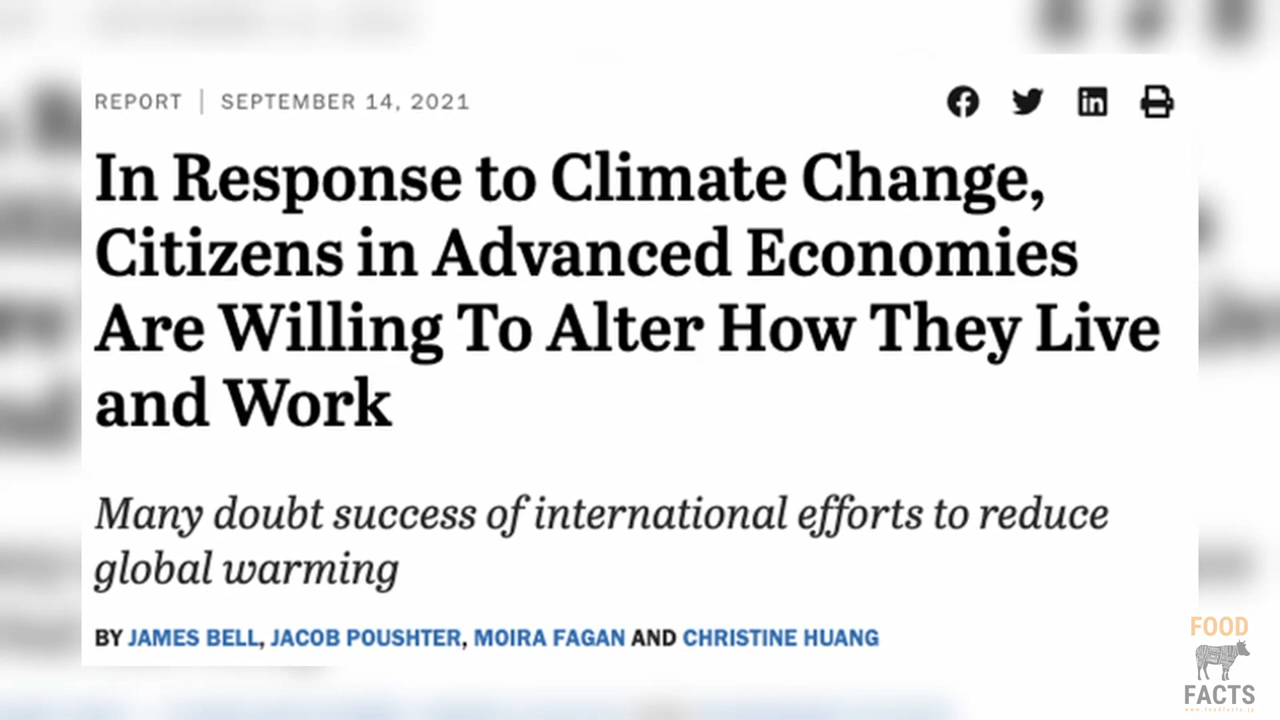 REPORT | SEPTEMBER 14, 2021
In Response to Climate Change,
Citizens in Advanced Economies
Are Willing To Alter How They Live
and Work
Many doubt success of international efforts to reduce
global warming
BY JAMES BELL, JACOB POUSHTER, MOIRA FAGAN AND CHRISTINE HUANG
FOOD
FACTS